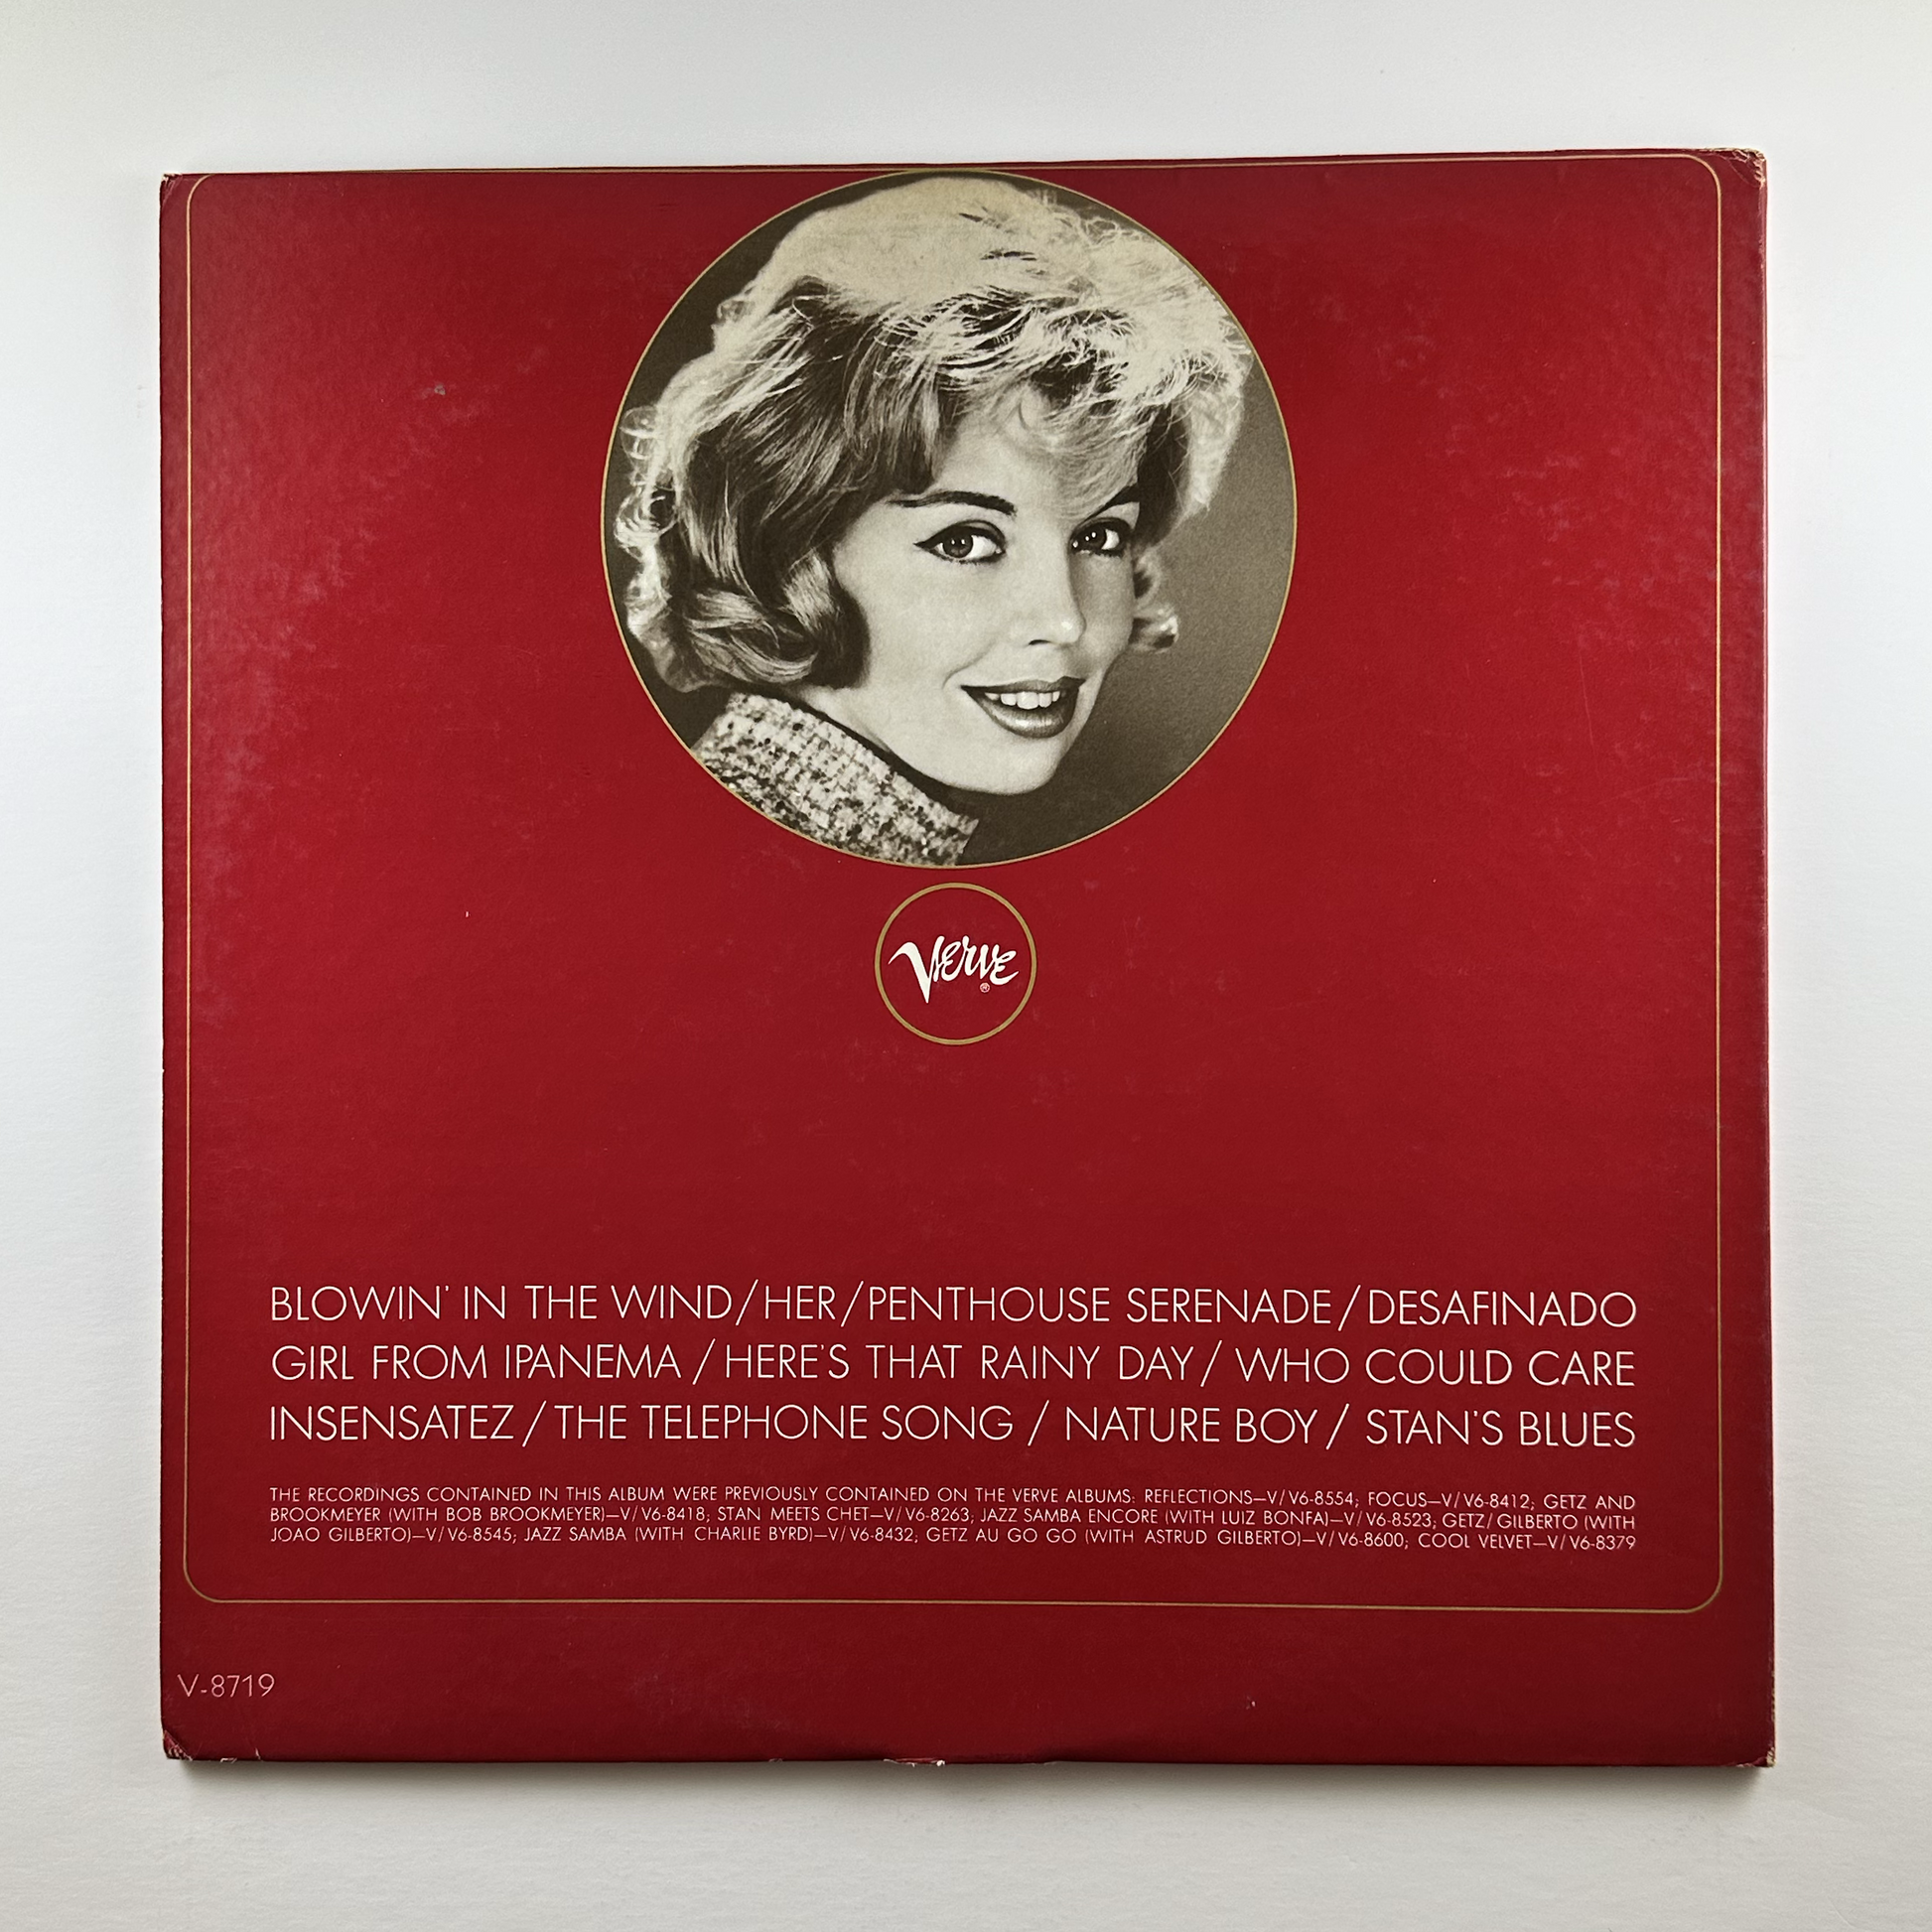 Verve®
BLOWIN' IN THE WIND/HER/PENTHOUSE SERENADE/DESAFINADO
GIRL FROM IPANEMA/HERE'S THAT RAINY DAY/WHO COULD CARE
INSENSATEZ/THE TELEPHONE SONG/NATURE BOY/STAN'S BLUES
THE RECORDINGS CONTAINED IN THIS ALBUM WERE PREVIOUSLY CONTAINED ON THE VERVE ALBUMS: REFLECTIONS—V/V6-8554; FOCUS—V/V6-8412; GETZ AND
BROOKMEYER (WITH BOB BROOKMEYER)—V/V6-8418; STAN MEETS CHET—V/V6-8263, JAZZ SAMBA ENCORE (WITH LUIZ BONFA)—V/V6-8523; GETZ/GILBERTO (WITH
JOAO GILBERTO)—V/V6-8545; JAZZ SAMBA (WITH CHARLIE BYRD)—V/V6-8432, GETZ AU GO GO (WITH ASTRUD GILBERTO)—V/V6-8600; COOL VELVET—V/V6-8379
V-8719